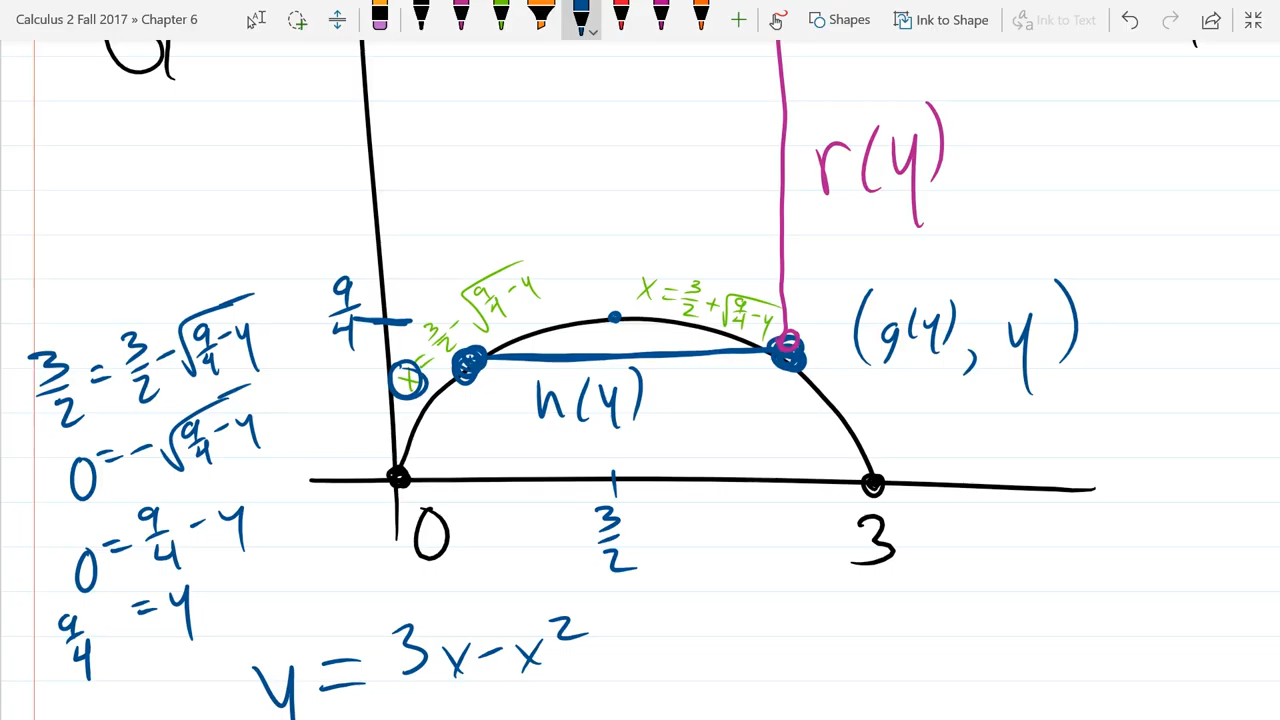 Calculus 2 Fall 2017 » Chapter 6
Shapes
Ink to Shape
Ink to Text
r(y)
9/4
x = 3/2 - √(9/4 - y)
x = 3/2 + √(9/4 - y)
(g(y), y)
h(y)
3/2 = 3/2 - √(9/4 - y)
0 = -√(9/4 - y)
0 = 9/4 - y
9/4 = y
0
3/2
3
y = 3x - x²